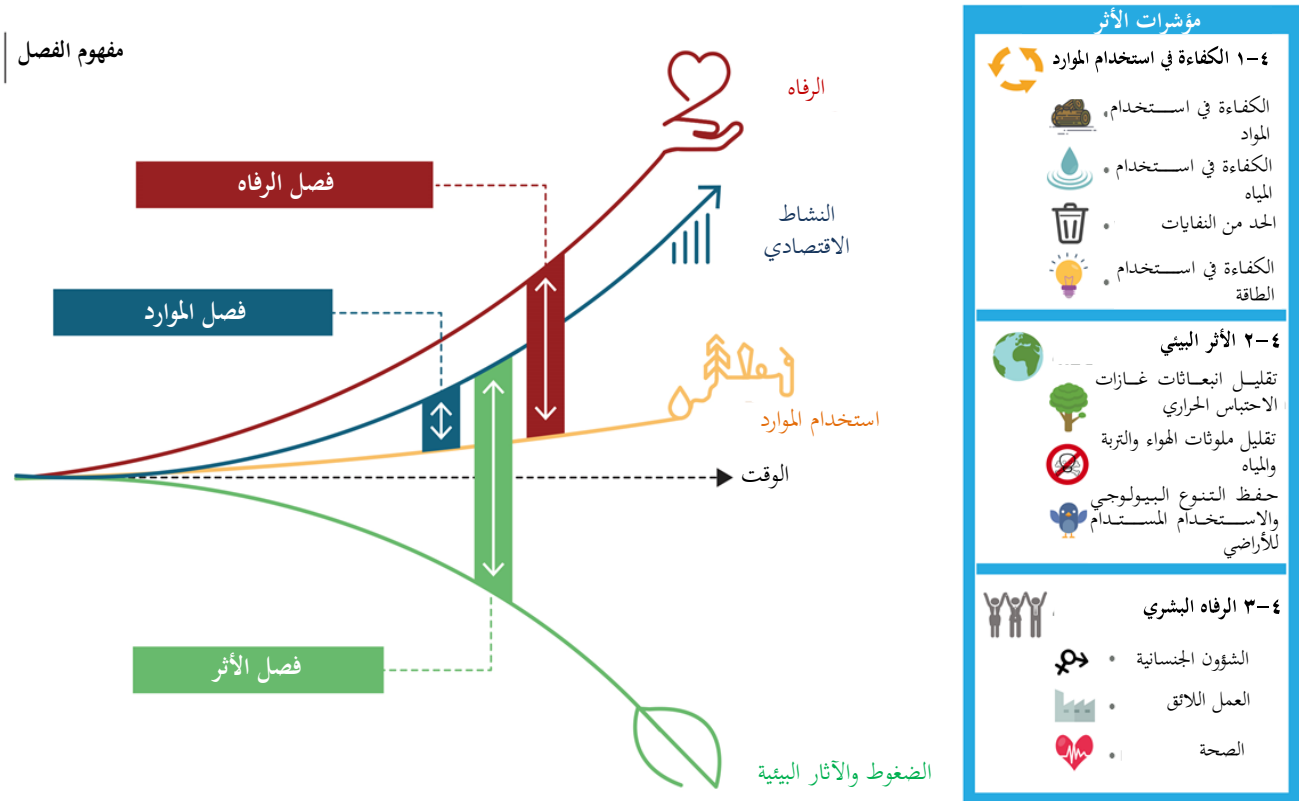 مفهوم الفصل
الرفاه
فصل الرفاه
النشاط
الاقتصادي
فصل الموارد
استخدام الموارد
الوقت
فصل الأثر
الضغوط والآثار البيئية
مؤشرات الأثر
٤-١ الكفاءة في استخدام الموارد
• الكفاءة في استخدام
المواد
• الكفاءة في استخدام
المياه
• الحد من النفايات
• الكفاءة في استخدام
الطاقة
٤-٢ الأثر البيئي
تقليل انبعاثات غازات
الاحتباس الحراري
تقليل ملوثات الهواء والتربة
والمياه
حفظ التنوع البيولوجي
والاستخدام المستدام
للأراضي
٤-٣ الرفاه البشري
• الشؤون الجنسانية
• العمل اللائق
• الصحة